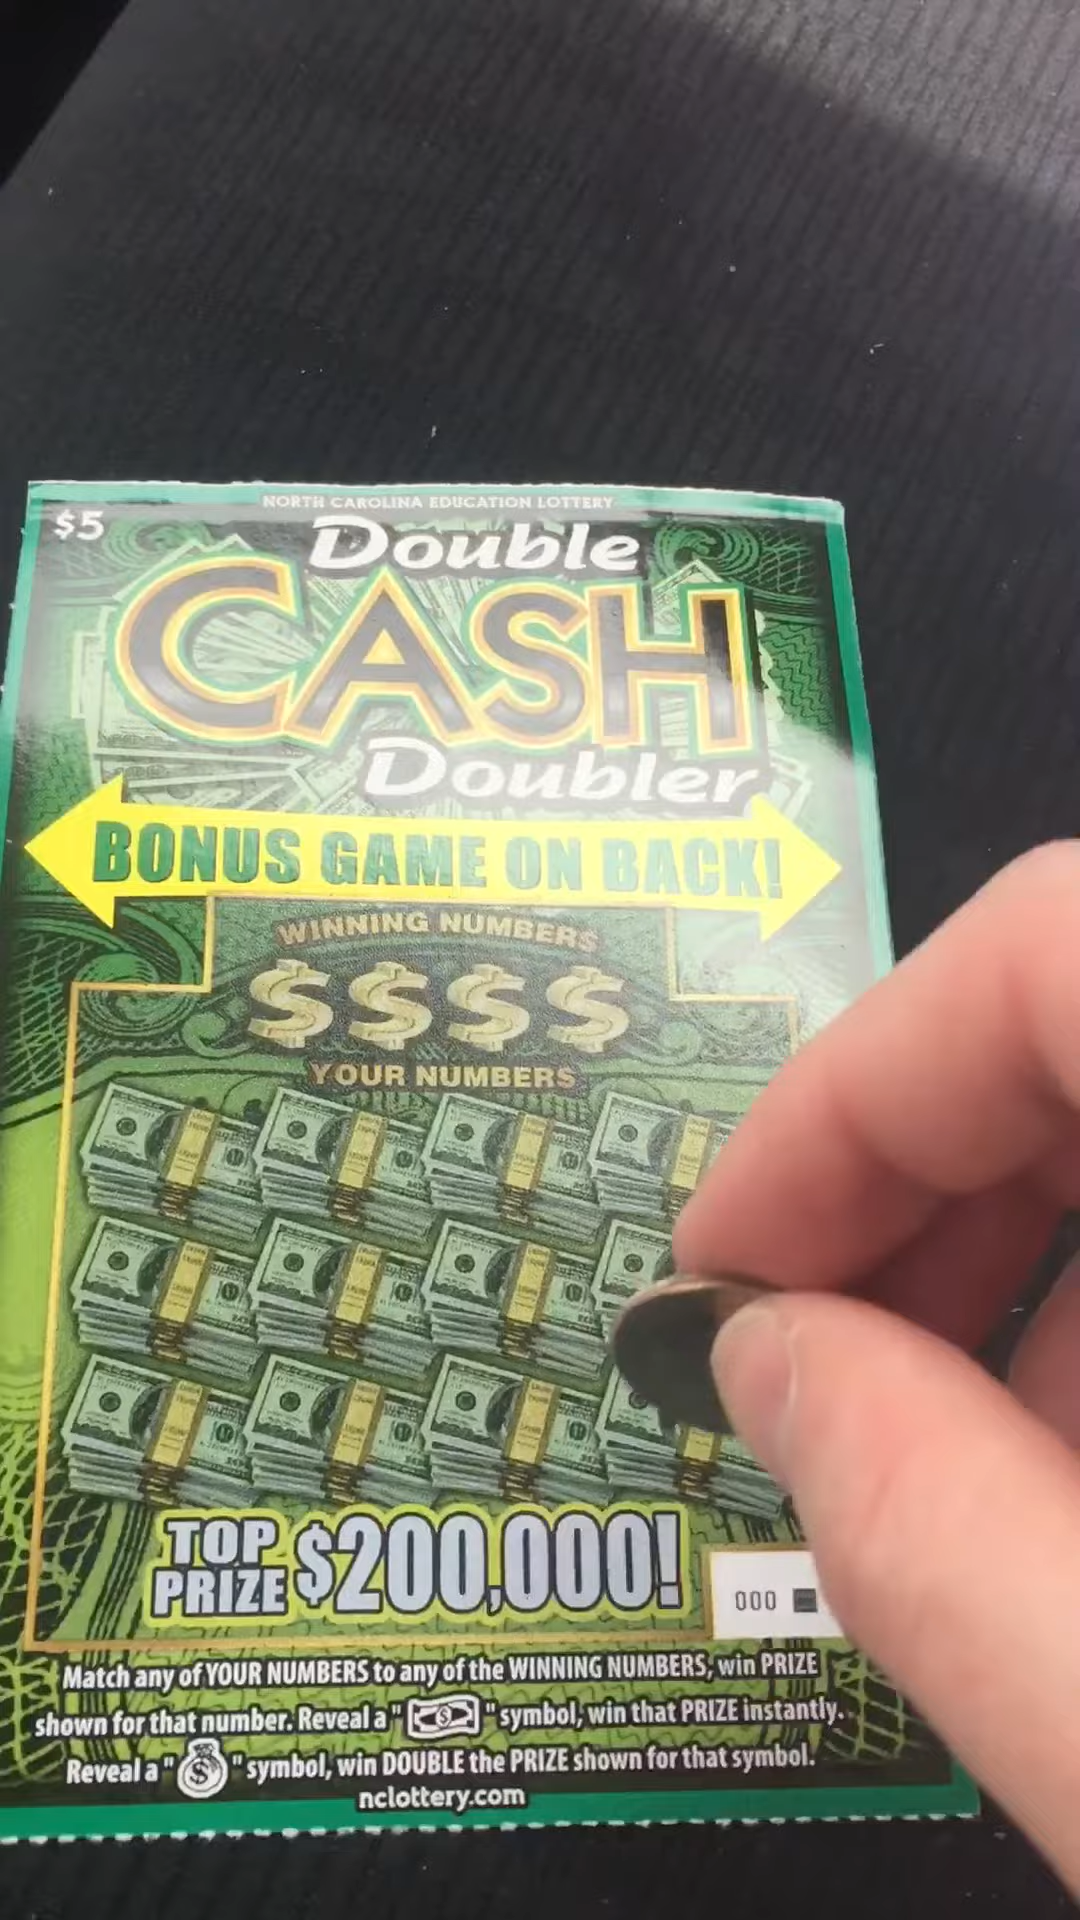 NORTH CAROLINA EDUCATION LOTTERY
$5
Double
CASH
Doubler
BONUS GAME ON BACK!
WINNING NUMBERS
$ $ $ $
YOUR NUMBERS
TOP PRIZE $200,000!
000
Match any of YOUR NUMBERS to any of the WINNING NUMBERS, win PRIZE
shown for that number. Reveal a " " symbol, win that PRIZE instantly.
Reveal a " " symbol, win DOUBLE the PRIZE shown for that symbol.
nclottery.com